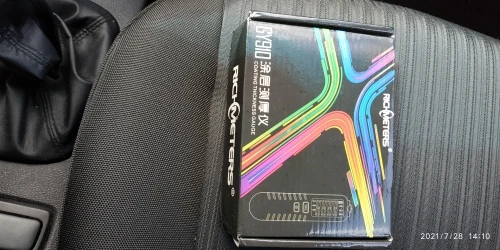 GY910
涂层测厚仪
COATING THICKNESS GAUGE
RICHMETERS®
RICHMETERS®
2021/7/28 14:10